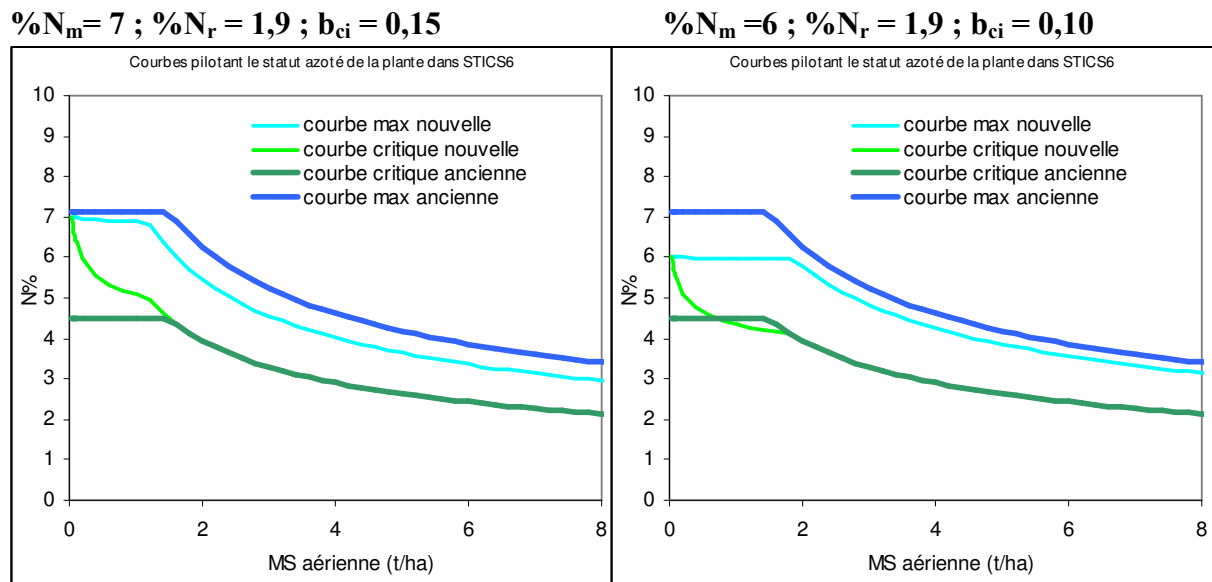 %Nm= 7 ; %Nr = 1,9 ; bci = 0,15
Courbes pilotant le statut azoté de la plante dans STICS6
10
9
8
7
6
5
4
3
2
1
0
N%
courbe max nouvelle
courbe critique nouvelle
courbe critique ancienne
courbe max ancienne
0 2 4 6 8
MS aérienne (t/ha)
%Nm =6 ; %Nr = 1,9 ; bci = 0,10
Courbes pilotant le statut azoté de la plante dans STICS6
10
9
8
7
6
5
4
3
2
1
0
N%
courbe max nouvelle
courbe critique nouvelle
courbe critique ancienne
courbe max ancienne
0 2 4 6 8
MS aérienne (t/ha)